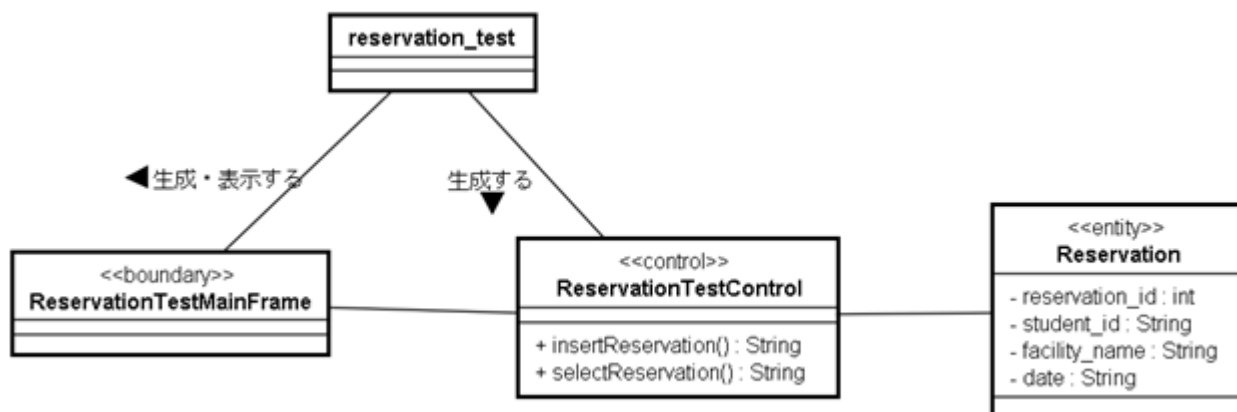 reservation_test
◀生成・表示する
生成する
▼
<<boundary>>
ReservationTestMainFrame
<<control>>
ReservationTestControl
+ insertReservation() : String
+ selectReservation() : String
<<entity>>
Reservation
- reservation_id : int
- student_id : String
- facility_name : String
- date : String